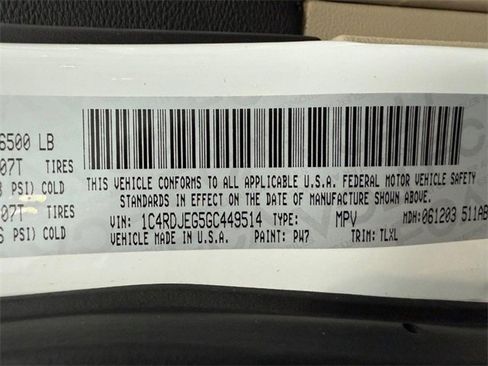 6500 LB
07T TIRES
PSI) COLD
07T TIRES
PSI) COLD
THIS VEHICLE CONFORMS TO ALL APPLICABLE U.S.A. FEDERAL MOTOR VEHICLE SAFETY
STANDARDS IN EFFECT ON THE DATE OF MANUFACTURE SHOWN ABOVE.
VIN: 1C4RDJEG5GC449514 TYPE: MPV MDH: 061203 511AB
VEHICLE MADE IN U.S.A. PAINT: PW7 TRIM: TLXL